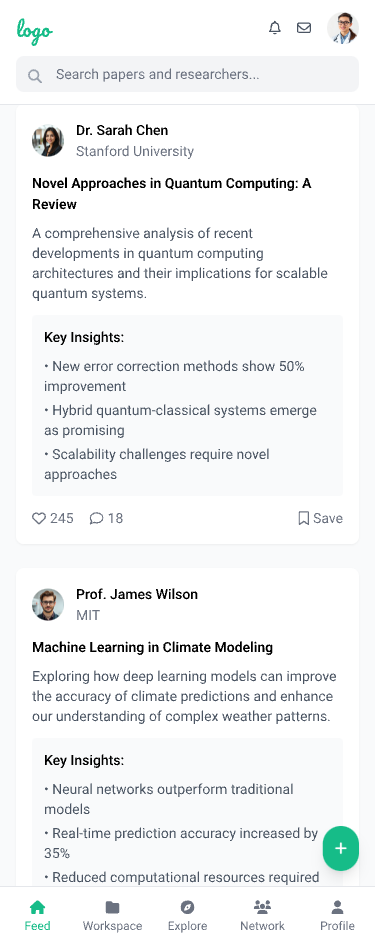 logo
Search papers and researchers...
Dr. Sarah Chen
Stanford University
Novel Approaches in Quantum Computing: A
Review
A comprehensive analysis of recent
developments in quantum computing
architectures and their implications for scalable
quantum systems.
Key Insights:
• New error correction methods show 50%
improvement
• Hybrid quantum-classical systems emerge
as promising
• Scalability challenges require novel
approaches
245 18 Save
Prof. James Wilson
MIT
Machine Learning in Climate Modeling
Exploring how deep learning models can improve
the accuracy of climate predictions and enhance
our understanding of complex weather patterns.
Key Insights:
• Neural networks outperform traditional
models
• Real-time prediction accuracy increased by
35%
• Reduced computational resources required
+
Feed Workspace Explore Network Profile